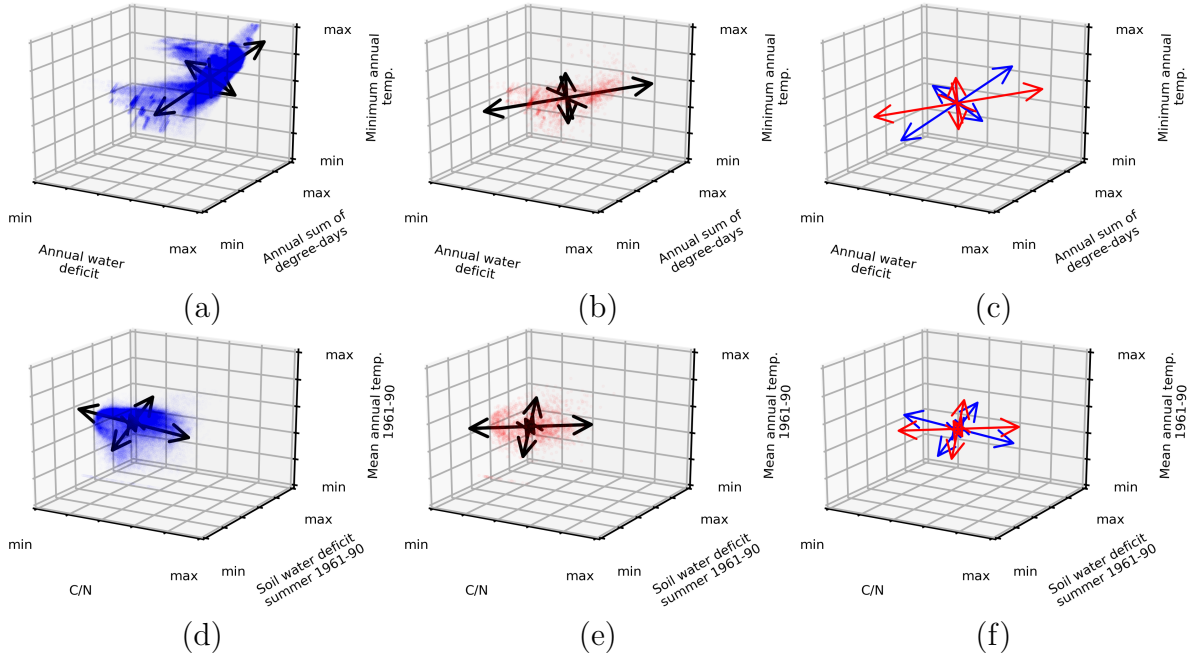 max
Minimum annual
temp.
min
max
min
Annual water
deficit
max
min
Annual sum of
degree-days
(a)
max
Minimum annual
temp.
min
max
min
Annual water
deficit
max
min
Annual sum of
degree-days
(b)
max
Minimum annual
temp.
min
max
min
Annual water
deficit
max
min
Annual sum of
degree-days
(c)
max
Mean annual temp.
1961-90
min
max
min
C/N
max
min
Soil water deficit
summer 1961-90
(d)
max
Mean annual temp.
1961-90
min
max
min
C/N
max
min
Soil water deficit
summer 1961-90
(e)
max
Mean annual temp.
1961-90
min
max
min
C/N
max
min
Soil water deficit
summer 1961-90
(f)